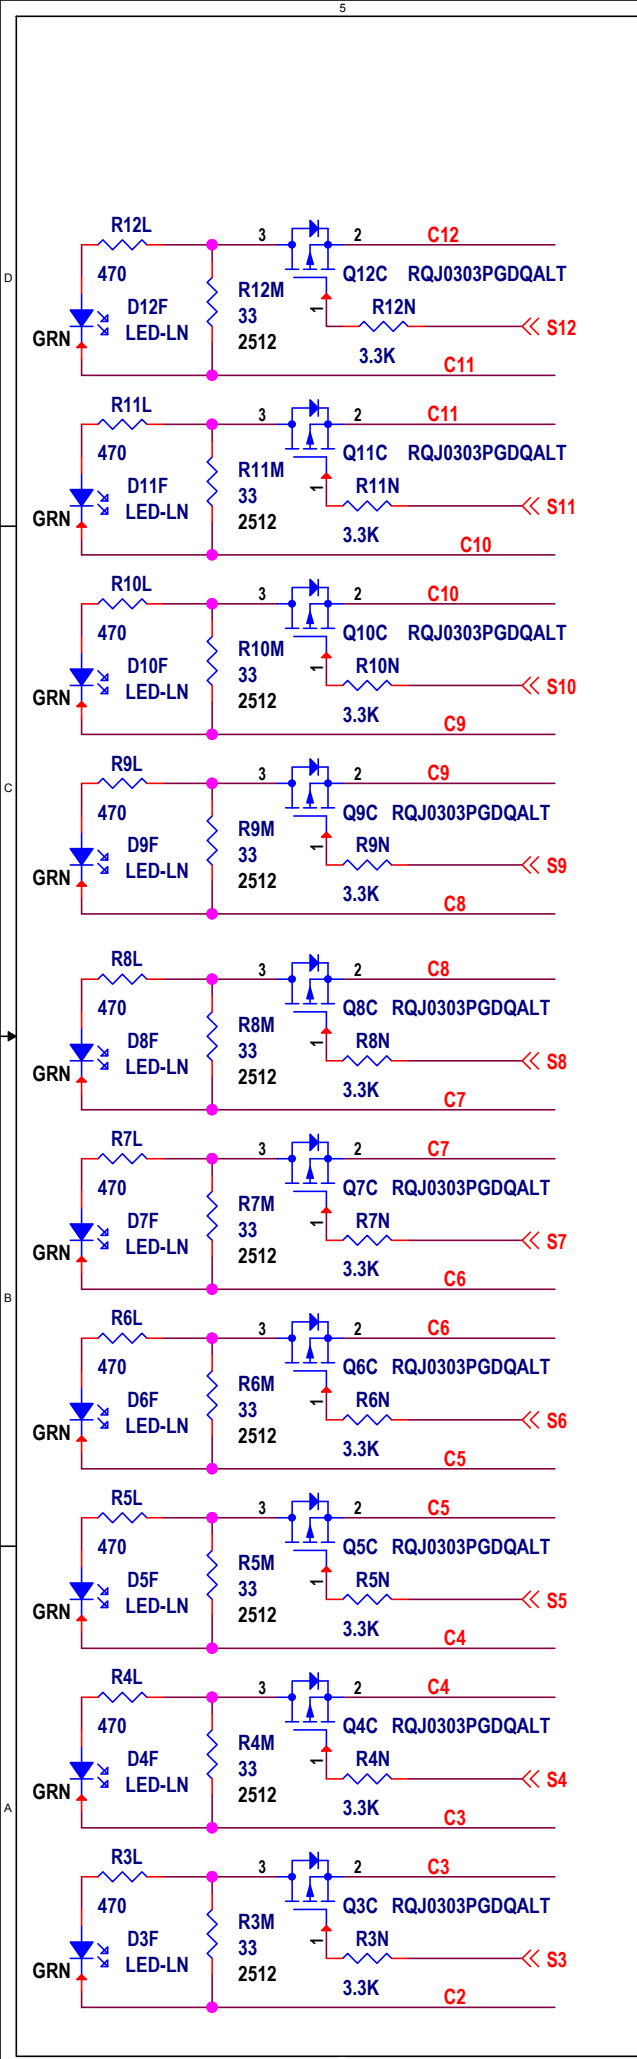 5
R12L
3
2
C12
470
Q12C RQJ0303PGDQALT
D
D12F
R12M
33
1
R12N
GRN
LED-LN
2512
S12
3.3K
C11
R11L
3
2
C11
470
Q11C RQJ0303PGDQALT
D11F
R11M
33
1
R11N
GRN
LED-LN
2512
S11
3.3K
C10
R10L
3
2
C10
470
Q10C RQJ0303PGDQALT
D10F
R10M
33
1
R10N
GRN
LED-LN
2512
S10
3.3K
C9
R9L
3
2
C9
C
470
Q9C RQJ0303PGDQALT
D9F
R9M
33
1
R9N
GRN
LED-LN
2512
S9
3.3K
C8
R8L
3
2
C8
470
Q8C RQJ0303PGDQALT
D8F
R8M
33
1
R8N
GRN
LED-LN
2512
S8
3.3K
C7
R7L
3
2
C7
470
Q7C RQJ0303PGDQALT
D7F
R7M
33
1
R7N
GRN
LED-LN
2512
S7
3.3K
C6
B
R6L
3
2
C6
470
Q6C RQJ0303PGDQALT
D6F
R6M
33
1
R6N
GRN
LED-LN
2512
S6
3.3K
C5
R5L
3
2
C5
470
Q5C RQJ0303PGDQALT
D5F
R5M
33
1
R5N
GRN
LED-LN
2512
S5
3.3K
C4
R4L
3
2
C4
470
Q4C RQJ0303PGDQALT
D4F
R4M
33
1
R4N
GRN
LED-LN
2512
S4
A
3.3K
C3
R3L
3
2
C3
470
Q3C RQJ0303PGDQALT
D3F
R3M
33
1
R3N
GRN
LED-LN
2512
S3
3.3K
C2